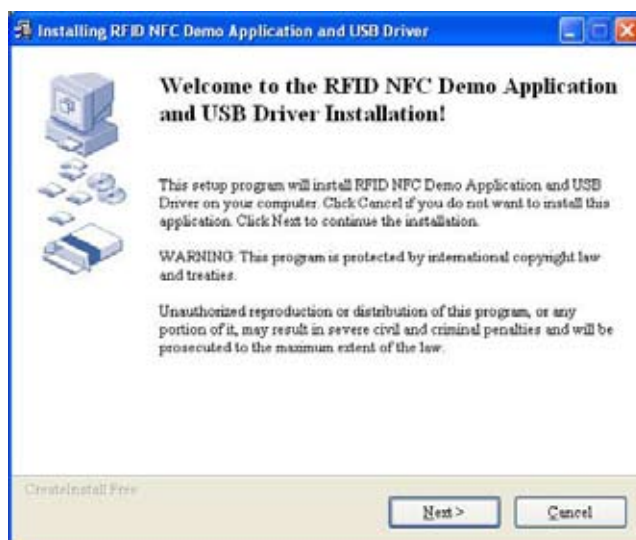 Installing RFID NFC Demo Application and USB Driver
Welcome to the RFID NFC Demo Application
and USB Driver Installation!
This setup program will install RFID NFC Demo Application and USB
Driver on your computer. Click Cancel if you do not want to install this
application. Click Next to continue the installation.
WARNING: This program is protected by international copyright law
and treaties.
Unauthorized reproduction or distribution of this program, or any
portion of it, may result in severe civil and criminal penalties and will be
prosecuted to the maximum extent of the law.
CreateInstall Free
Next >
Cancel